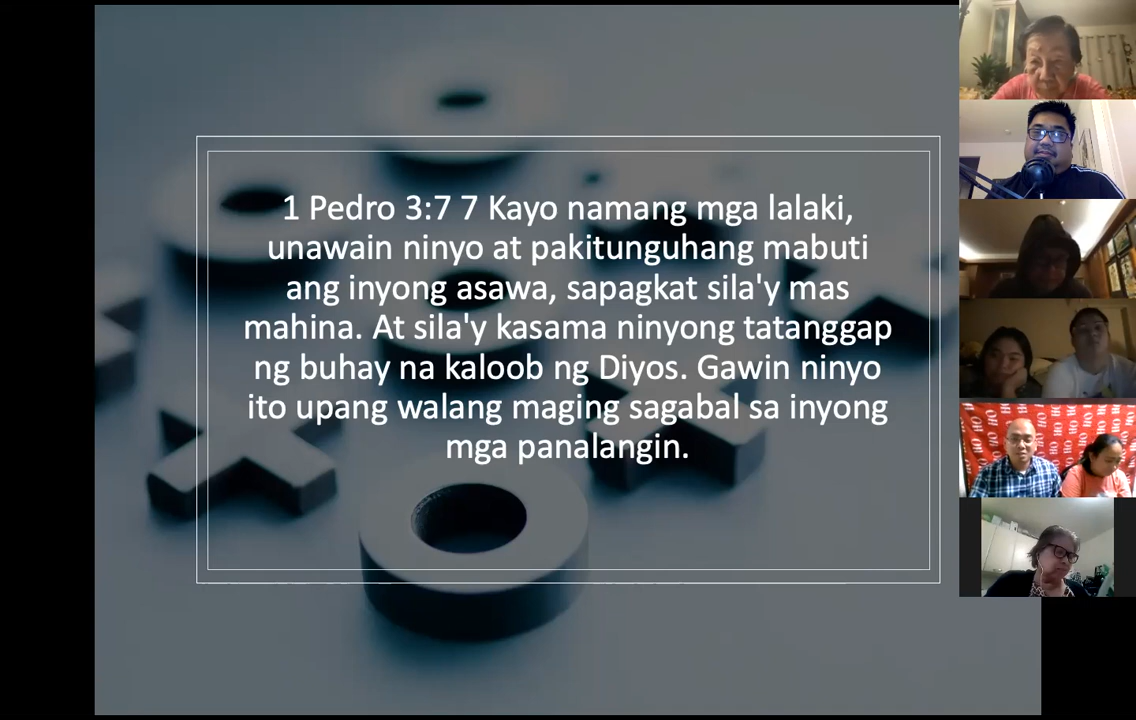 1 Pedro 3:7 7 Kayo namang mga lalaki,
unawain ninyo at pakitunguhang mabuti
ang inyong asawa, sapagkat sila'y mas
mahina. At sila'y kasama ninyong tatanggap
ng buhay na kaloob ng Diyos. Gawin ninyo
ito upang walang maging sagabal sa inyong
mga panalangin.